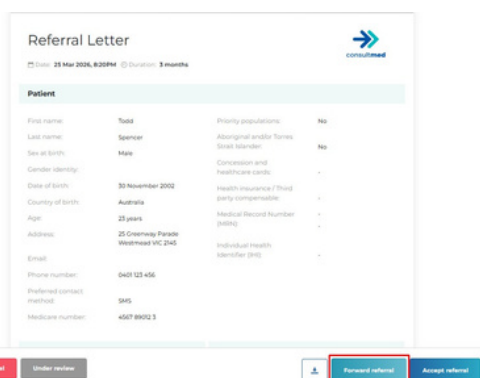 Referral Letter
consultmed
Date: 25 Mar 2026, 8:20PM Duration: 3 months
Patient
First name: Todd
Last name: Spencer
Sex at birth: Male
Gender identity:
Date of birth: 30 November 2002
Country of birth: Australia
Age: 23 years
Address: 25 Greenway Parade
Westmead VIC 2145
Email:
Phone number: 0401 123 456
Preferred contact
method SMS
Medicare number: 4567 89012 3
Priority populations: No
Aboriginal and/or Torres
Strait Islander: No
Concession and
healthcare cards: -
Health insurance / Third
party compensable: -
Medical Record Number -
(MRN): -
Individual Health
Identifier (IHI): -
Under review
Forward referral
Accept referral